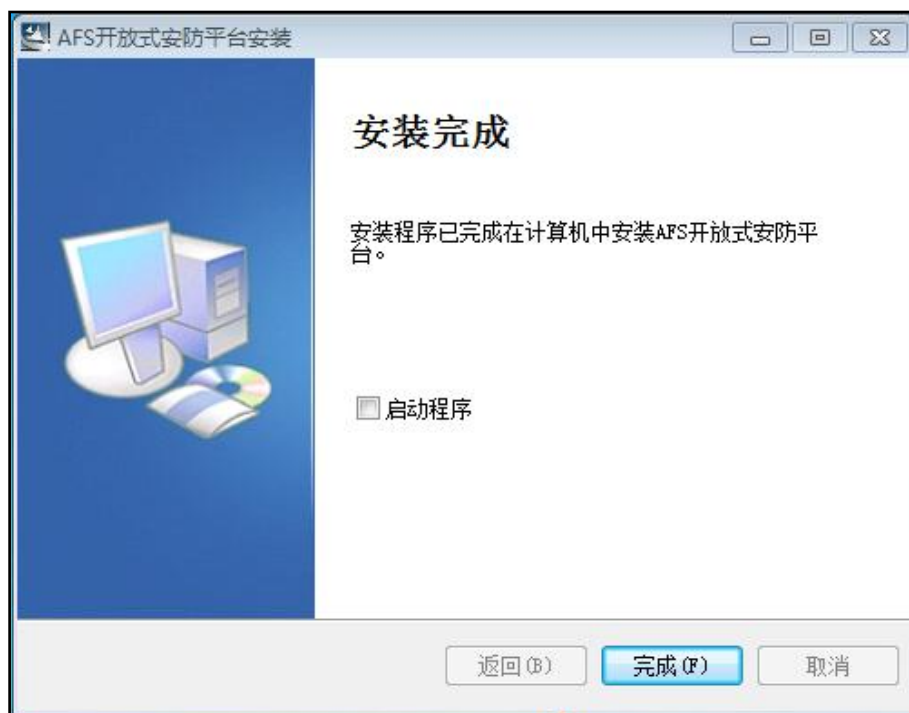 AFS开放式安防平台安装
安装完成
安装程序已完成在计算机中安装AFS开放式安防平
台。
启动程序
返回(B)
完成(F)
取消